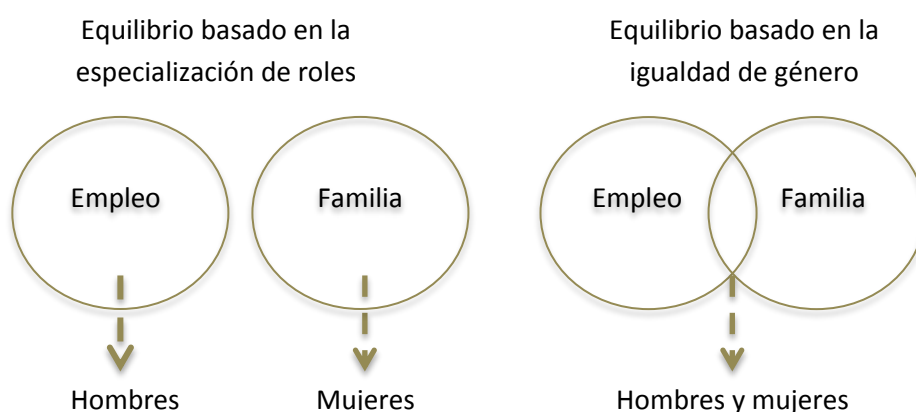 Equilibrio basado en la
especialización de roles
Equilibrio basado en la
igualdad de género
Empleo
Familia
Empleo
Familia
Hombres
Mujeres
Hombres y mujeres